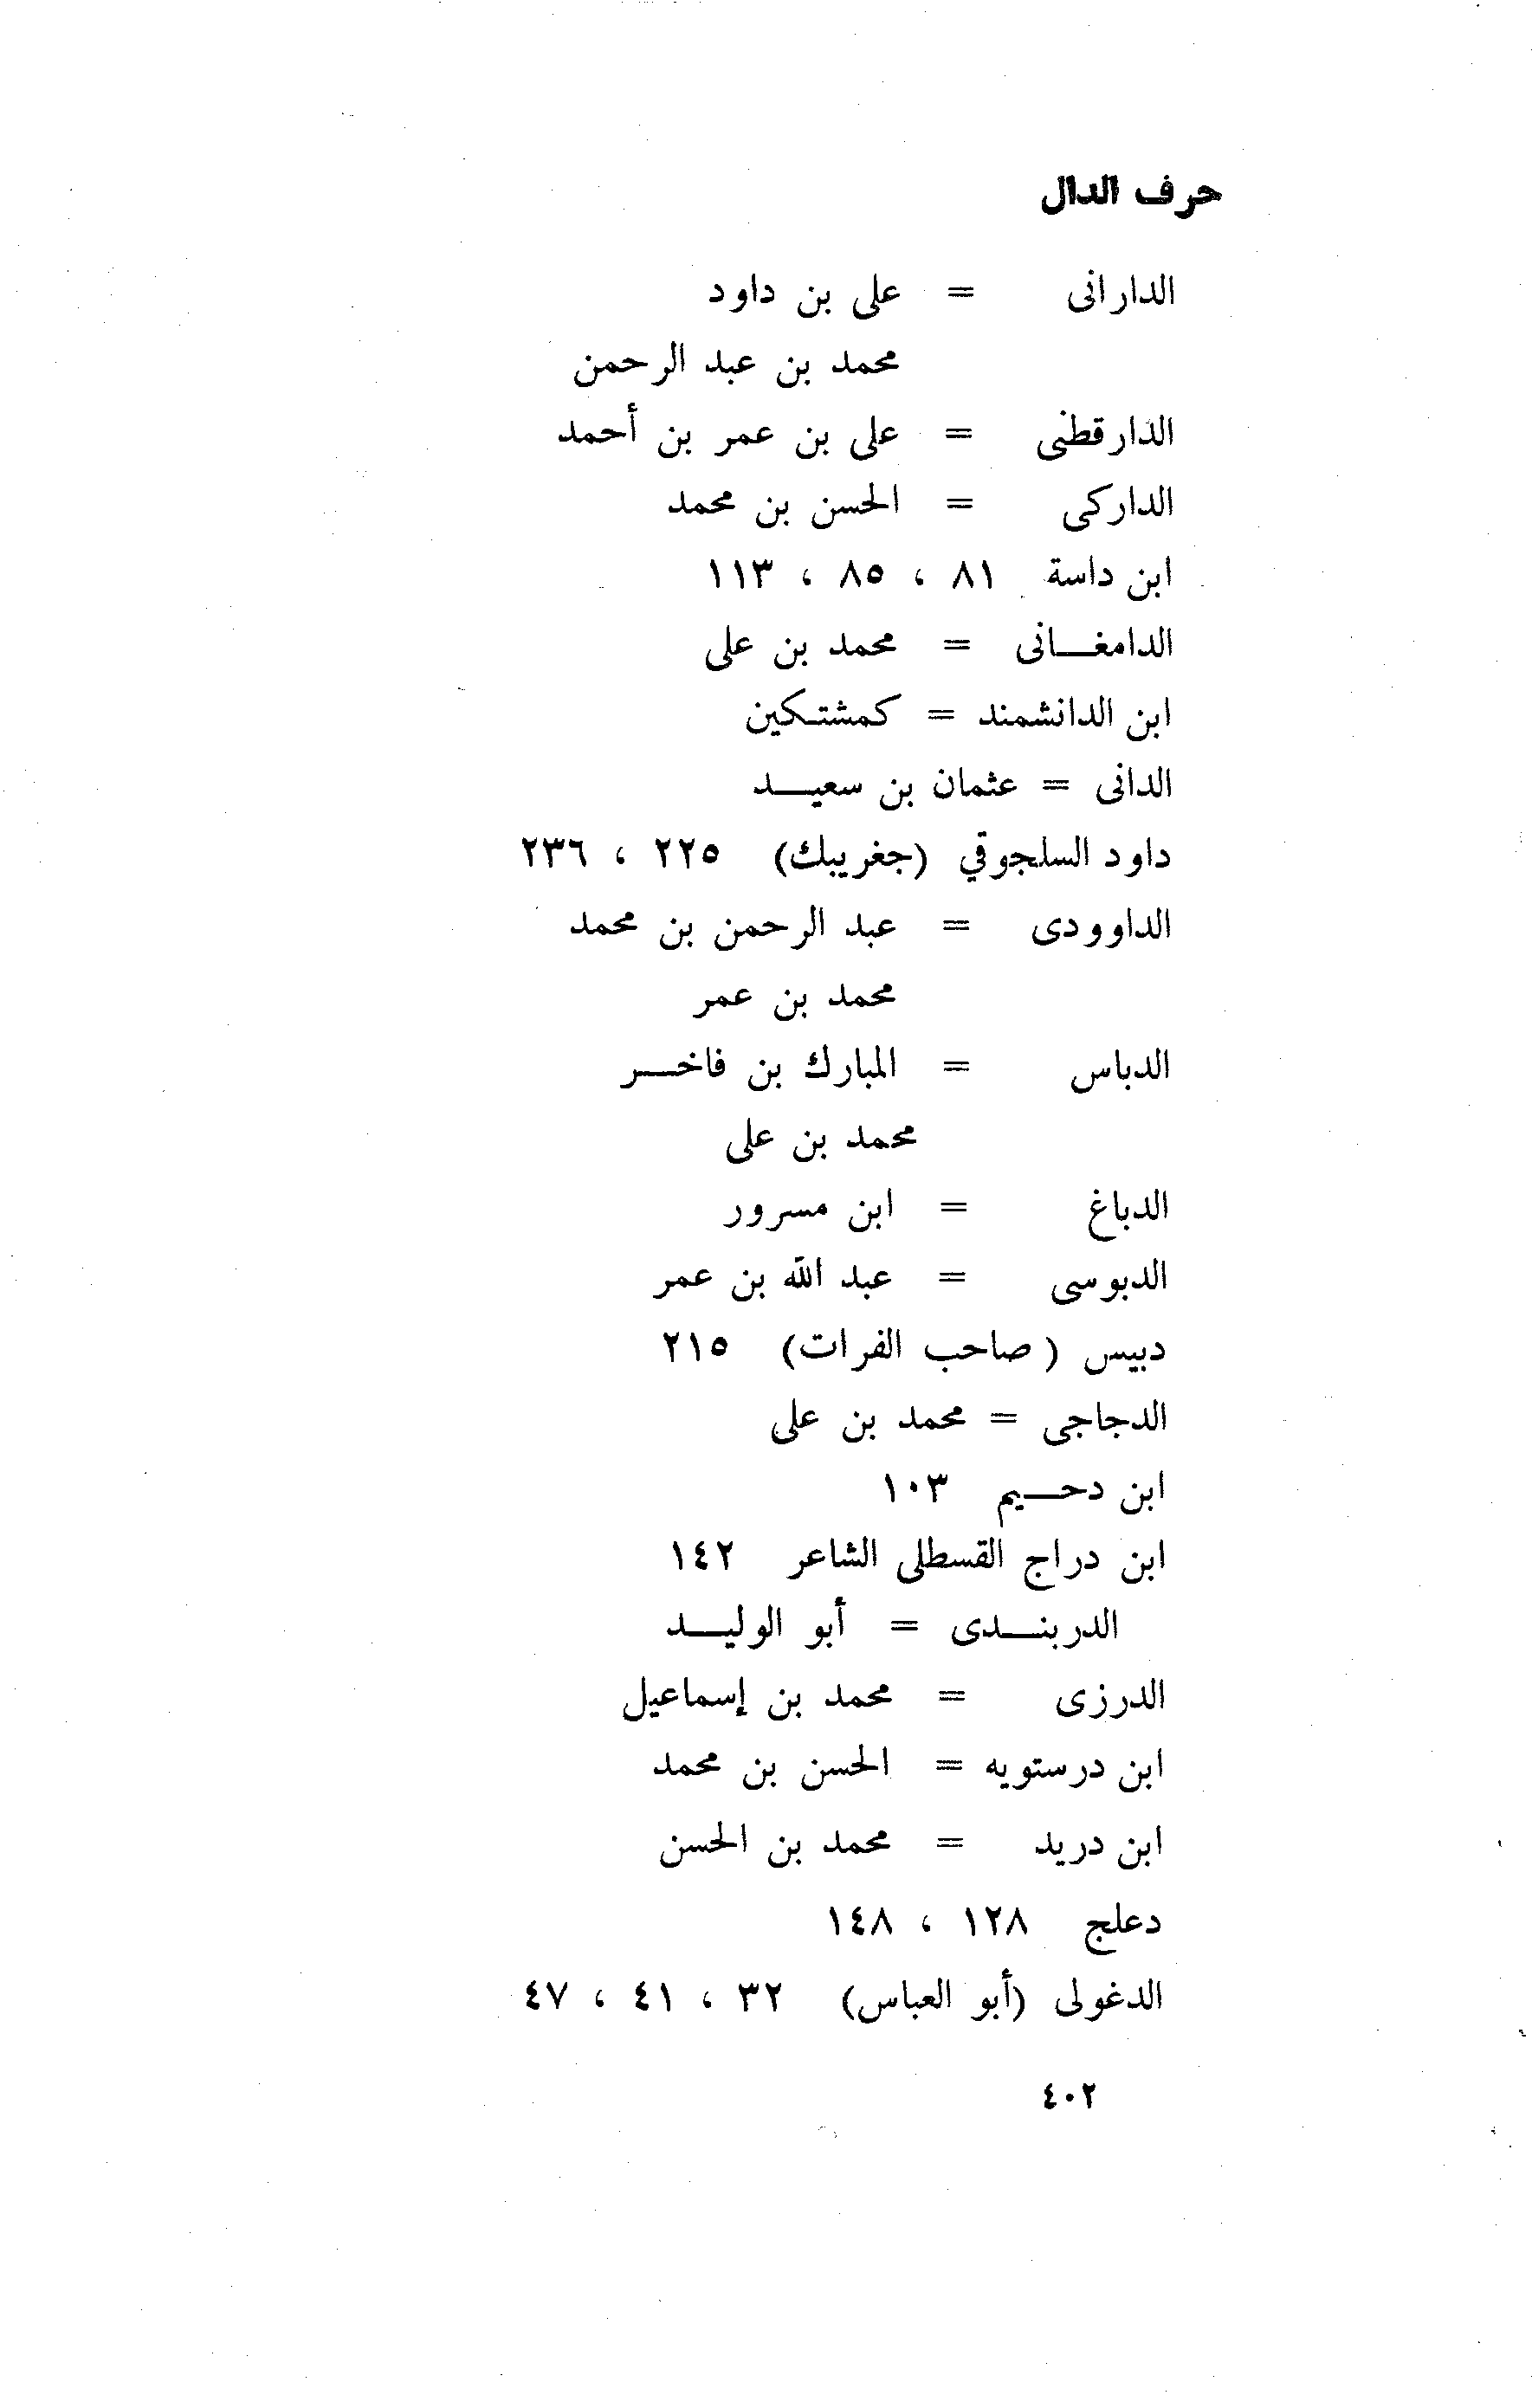 حرف الدال
الدارانى = على بن داود
محمد بن عبد الرحمن
الدارقطنى = على بن عمر بن أحمد
الداركى = الحسن بن محمد
ابن داسة ٨١ ، ٨٥ ، ١١٣
الدامغـــانى = محمد بن على
ابن الدانشمند = كمشتـكين
الدانى = عثمان بن سعيـــد
داود السلجوقي (جغريبك) ٢٢٥ ، ٢٣٦
الداوودى = عبد الرحمن بن محمد
محمد بن عمر
الدباس = المبارك بن فاخـــر
محمد بن على
الدباغ = ابن مسرور
الدبوسى = عبد الله بن عمر
دبيس ( صاحب الفرات) ٢١٥
الدجاجى = محمد بن على
ابن دحـــيم ١٠٣
ابن دراج القسطلى الشاعر ١٤٢
الدربنـــدى = أبو الوليـــد
الدرزى = محمد بن إسماعيل
ابن درستويه = الحسن بن محمد
ابن دريد = محمد بن الحسن
دعلج ١٢٨ ، ١٤٨
الدغولى (أبو العباس) ٣٢ ، ٤١ ، ٤٧
٤٠٢